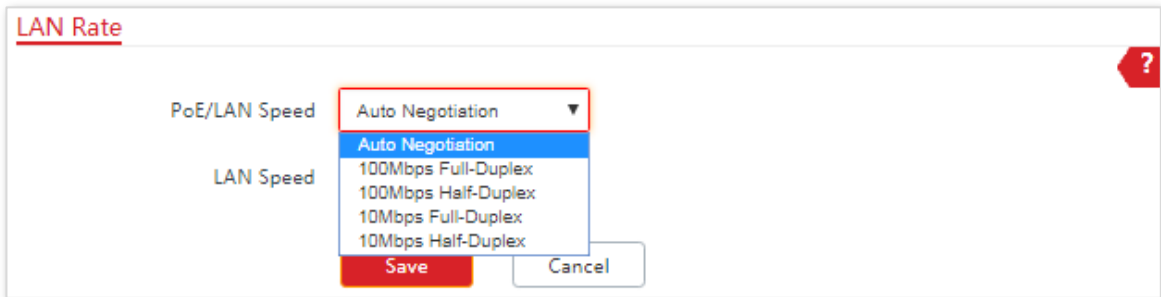 LAN Rate
?
PoE/LAN Speed Auto Negotiation
Auto Negotiation
100Mbps Full-Duplex
LAN Speed
100Mbps Half-Duplex
10Mbps Full-Duplex
10Mbps Half-Duplex
Save Cancel